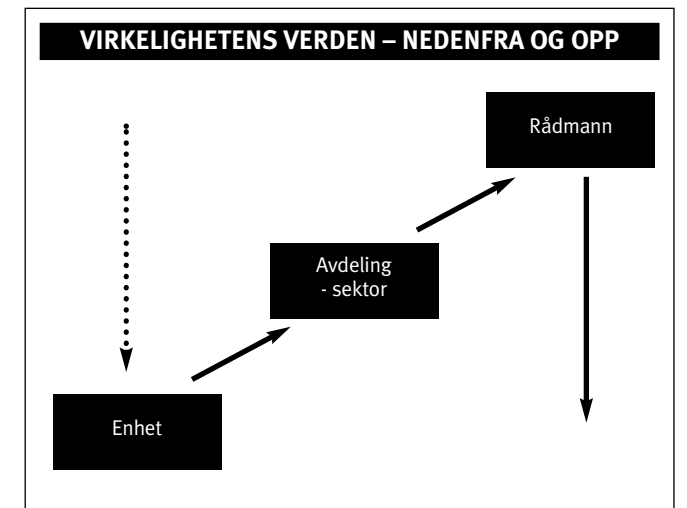 VIRKELIGHETENS VERDEN – NEDENFRA OG OPP
Rådmann
Avdeling
- sektor
Enhet